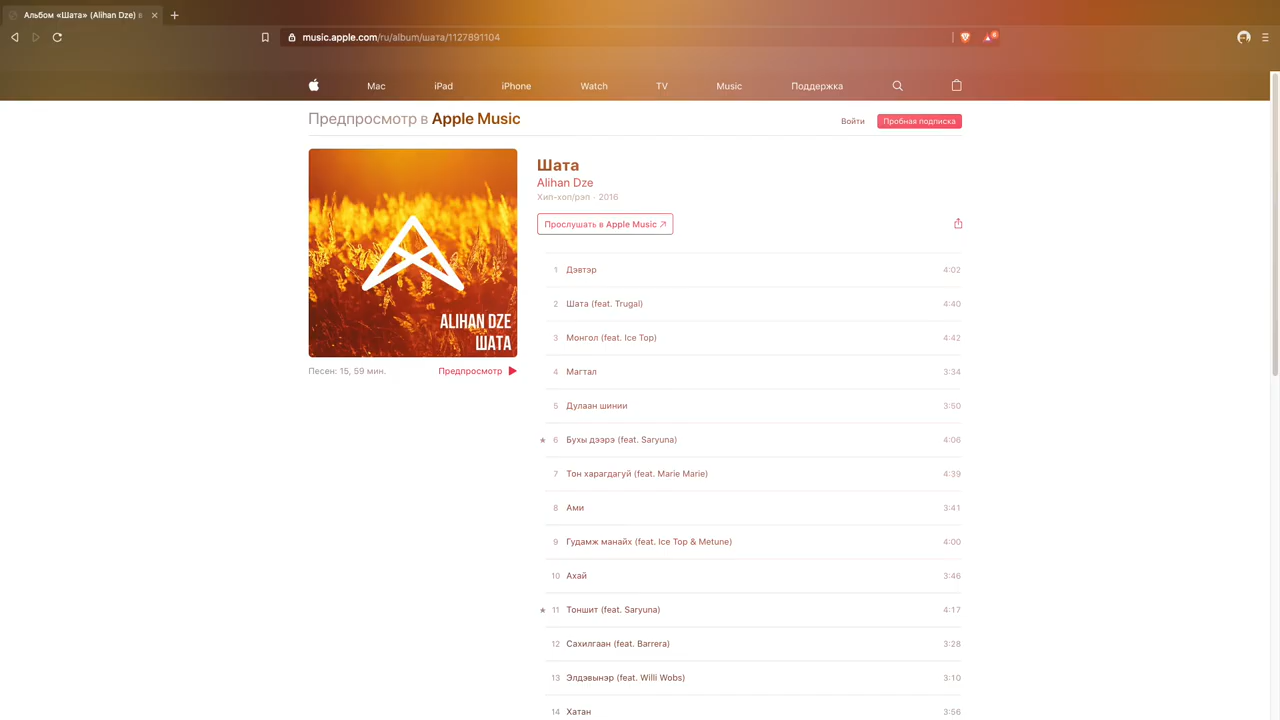 Альбом «Шата» (Alihan Dze) в
music.apple.com/ru/album/шата/1127891104
6
Mac iPad iPhone Watch TV Music Поддержка
Предпросмотр в Apple Music
Войти Пробная подписка
ALIHAN DZE
ШАТА
Песен: 15, 59 мин. Предпросмотр
Шата
Alihan Dze
Хип-хоп/рэп · 2016
Прослушать в Apple Music ↗
1 Дэвтэр 4:02
2 Шата (feat. Trugal) 4:40
3 Монгол (feat. Ice Top) 4:42
4 Магтал 3:34
5 Дулаан шинии 3:50
★ 6 Бухы дээрэ (feat. Saryuna) 4:06
7 Тон харагдагуй (feat. Marie Marie) 4:39
8 Ами 3:41
9 Гудамж манайх (feat. Ice Top & Metune) 4:00
10 Ахай 3:46
★ 11 Тоншит (feat. Saryuna) 4:17
12 Сахилгаан (feat. Barrera) 3:28
13 Элдэвынэр (feat. Willi Wobs) 3:10
14 Хатан 3:56